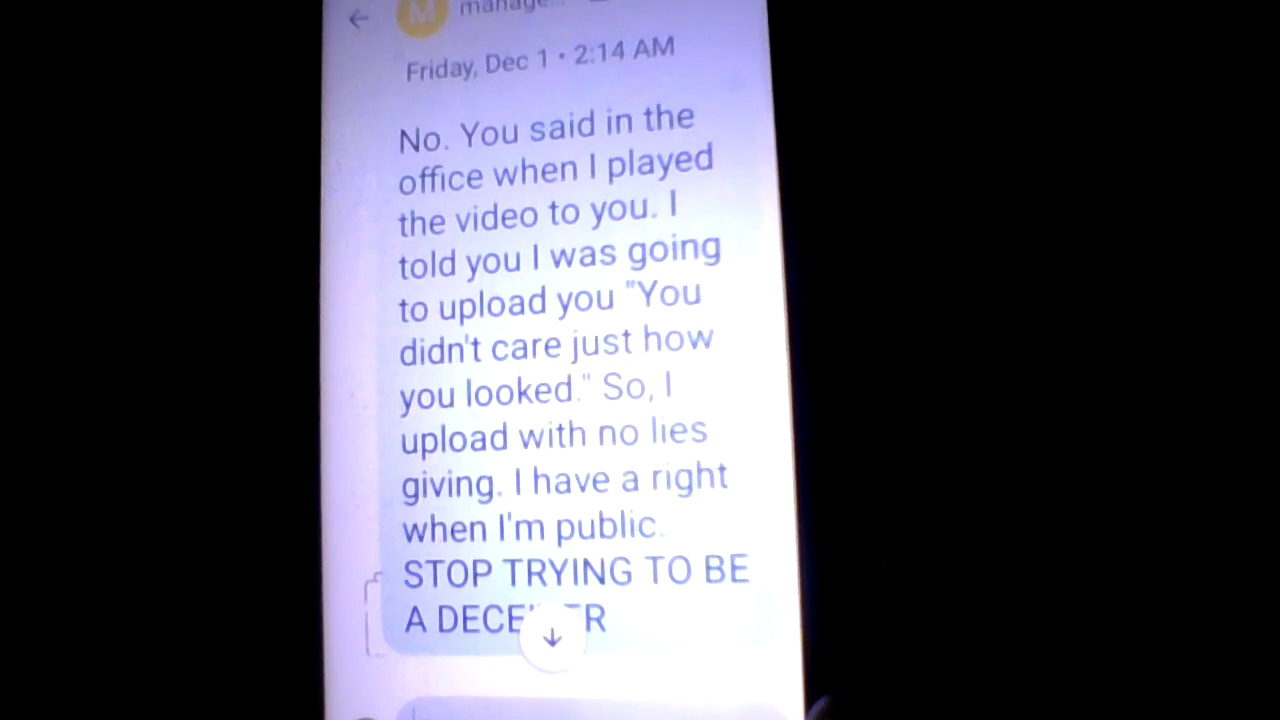 M
Friday, Dec 1 • 2:14 AM
No. You said in the
office when I played
the video to you. I
told you I was going
to upload you "You
didn't care just how
you looked." So, I
upload with no lies
giving. I have a right
when I'm public.
STOP TRYING TO BE
A